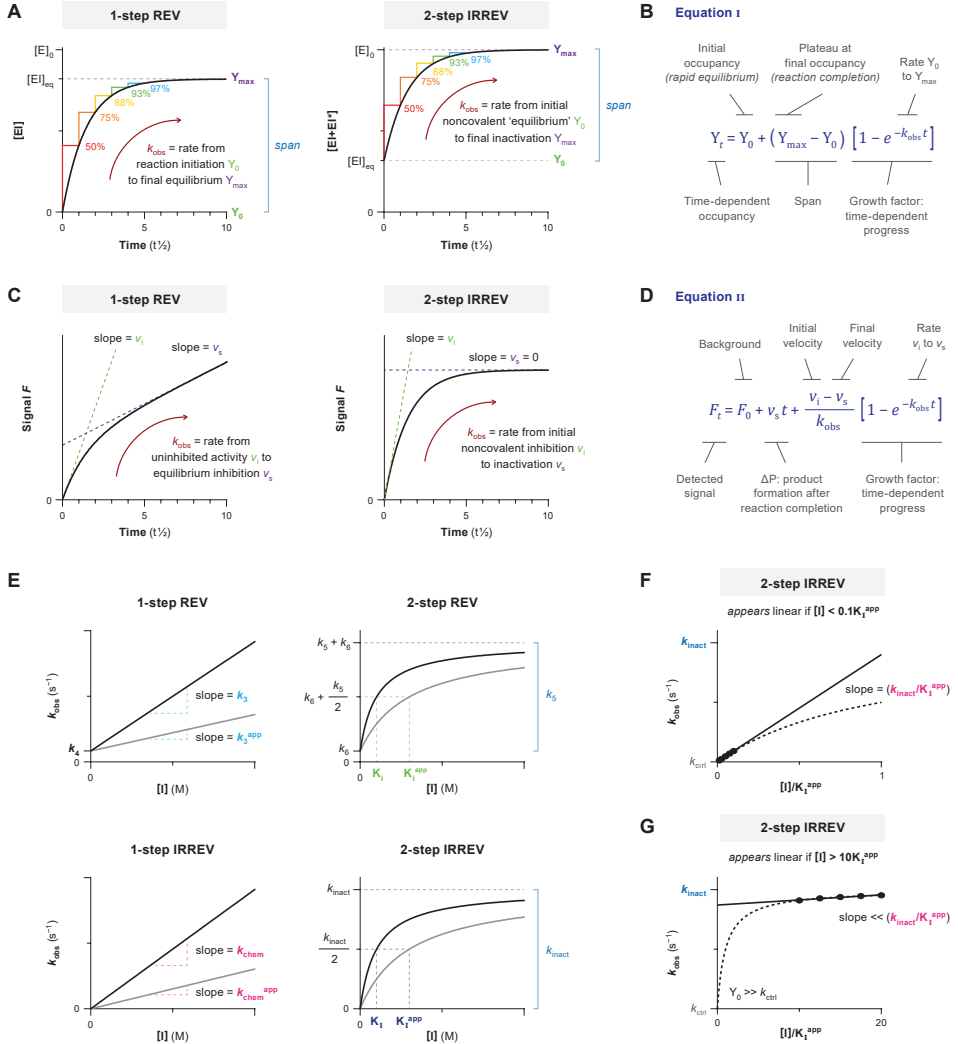 A
1-step REV
[E]₀
[EI]eq
[EI]
0
50%
75%
88%
93%
97%
Ymax
span
kobs = rate from
reaction initiation Y₀
to final equilibrium Ymax
Y₀
0
5
10
Time (t½)
2-step IRREV
[E]₀
[EI+EI*]
[EI]eq
0
50%
75%
88%
93%
97%
Ymax
span
kobs = rate from initial
noncovalent ‘equilibrium’ Y₀
to final inactivation Ymax
Y₀
0
5
10
Time (t½)
B
Equation I
Initial
occupancy
(rapid equilibrium)
Plateau at
final occupancy
(reaction completion)
Rate Y₀
to Ymax
Yt = Y₀ + (Ymax − Y₀) [1 − e^−kobs t]
Time-dependent
occupancy
Span
Growth factor:
time-dependent
progress
C
1-step REV
slope = vi
slope = vs
Signal F
kobs = rate from
uninhibited activity vi to
equilibrium inhibition vs
0
0
5
10
Time (t½)
2-step IRREV
slope = vi
slope = vs = 0
Signal F
kobs = rate from initial
noncovalent inhibition vi
to inactivation vs
0
0
5
10
Time (t½)
D
Equation II
Background
Initial
velocity
Final
velocity
Rate
vi to vs
Ft = F₀ + vs t + (vi − vs)/kobs [1 − e^−kobs t]
Detected
signal
ΔP: product
formation after
reaction completion
Growth factor:
time-dependent
progress
E
1-step REV
kobs (s⁻¹)
slope = k₃
slope = k₃app
k₄
0
0
[I] (M)
2-step REV
k₅ + k₆
k₆ + k₅/2
k₆
0
k₅
Ki
Kiapp
0
[I] (M)
1-step IRREV
kobs (s⁻¹)
slope = kchem
slope = kchemapp
0
0
[I] (M)
2-step IRREV
kinact
kinact/2
0
kinact
KI
KIapp
0
[I] (M)
F
2-step IRREV
appears linear if [I] < 0.1KIapp
kinact
kobs (s⁻¹)
slope = (kinact/KIapp)
kctrl
0
1
[I]/KIapp
G
2-step IRREV
appears linear if [I] > 10KIapp
kinact
kobs (s⁻¹)
slope << (kinact/KIapp)
Y₀ >> kctrl
kctrl
0
20
[I]/KIapp